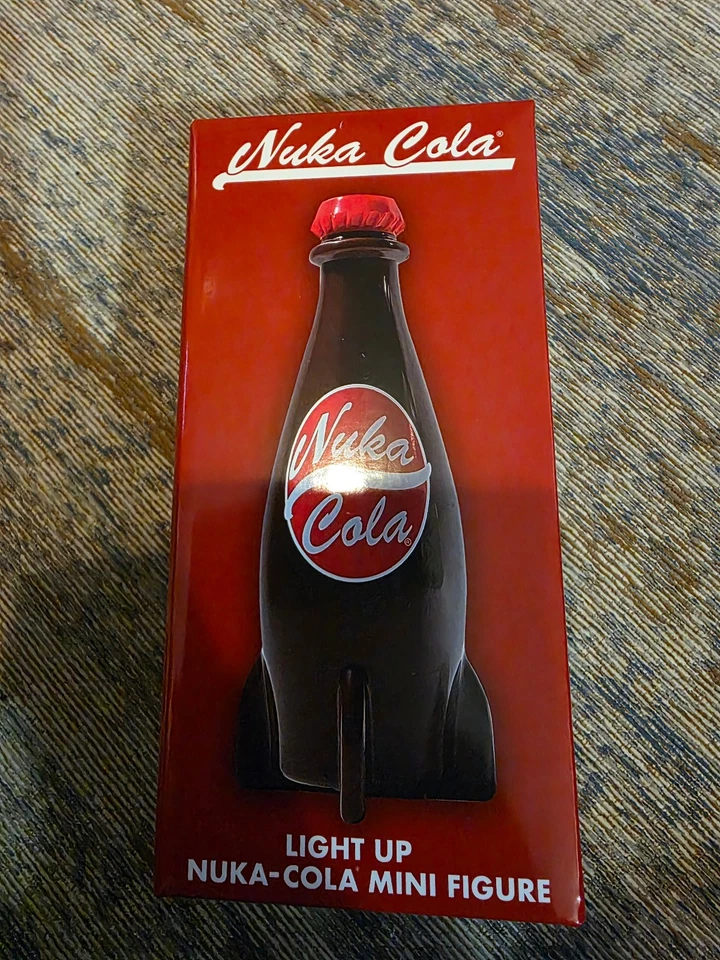 Nuka Cola®
Nuka
Cola®
LIGHT UP
NUKA-COLA MINI FIGURE